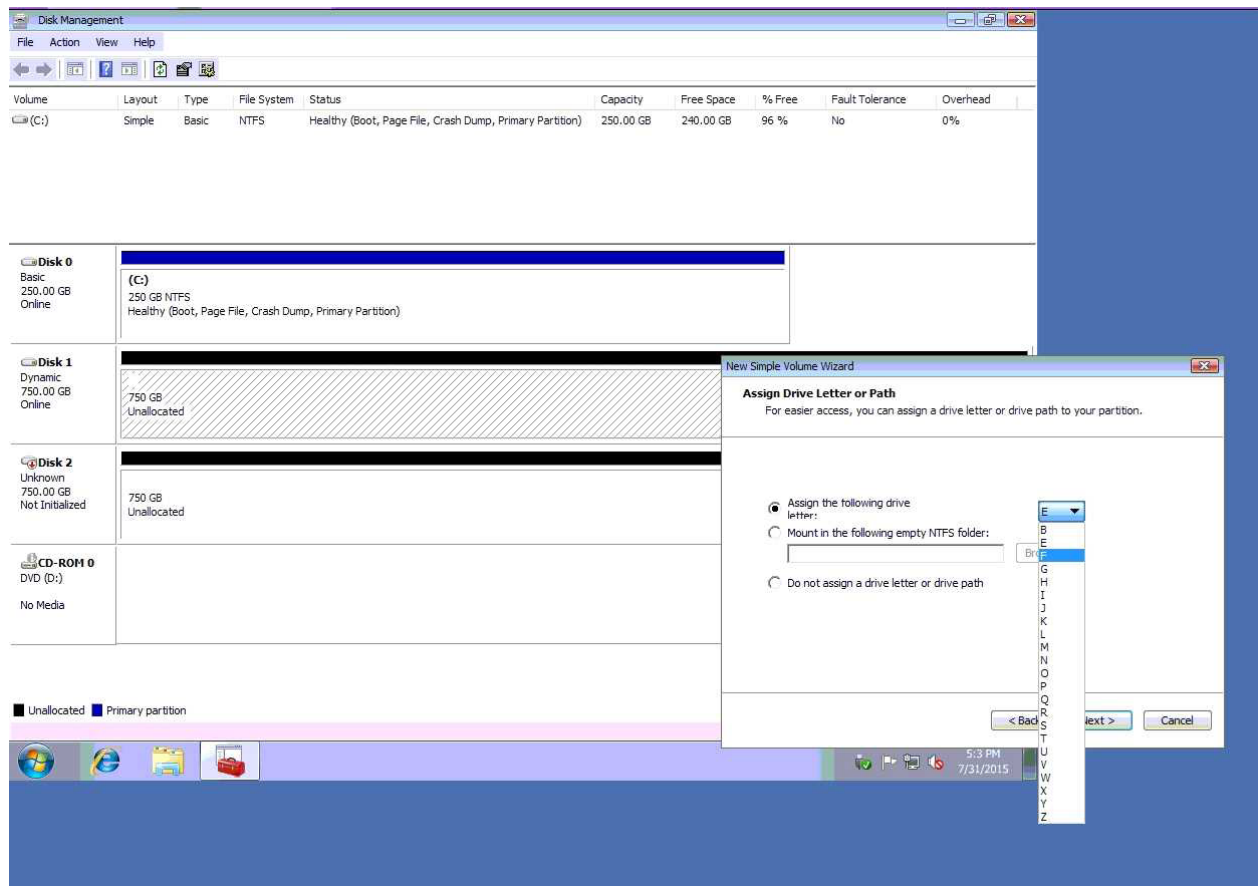 Disk Management
File Action View Help
Volume Layout Type File System Status Capacity Free Space % Free Fault Tolerance Overhead
(C:) Simple Basic NTFS Healthy (Boot, Page File, Crash Dump, Primary Partition) 250.00 GB 240.00 GB 96 % No 0%
Disk 0
Basic
250.00 GB
Online
(C:)
250 GB NTFS
Healthy (Boot, Page File, Crash Dump, Primary Partition)
Disk 1
Dynamic
750.00 GB
Online
750 GB
Unallocated
Disk 2
Unknown
750.00 GB
Not Initialized
750 GB
Unallocated
CD-ROM 0
DVD (D:)
No Media
Unallocated Primary partition
New Simple Volume Wizard
Assign Drive Letter or Path
For easier access, you can assign a drive letter or drive path to your partition.
Assign the following drive
letter:
E
Mount in the following empty NTFS folder:
Do not assign a drive letter or drive path
B
E
F
G
H
I
J
K
L
M
N
O
P
Q
R
S
T
U
V
W
X
Y
Z
< Back Next > Cancel
5:3 PM
7/31/2015